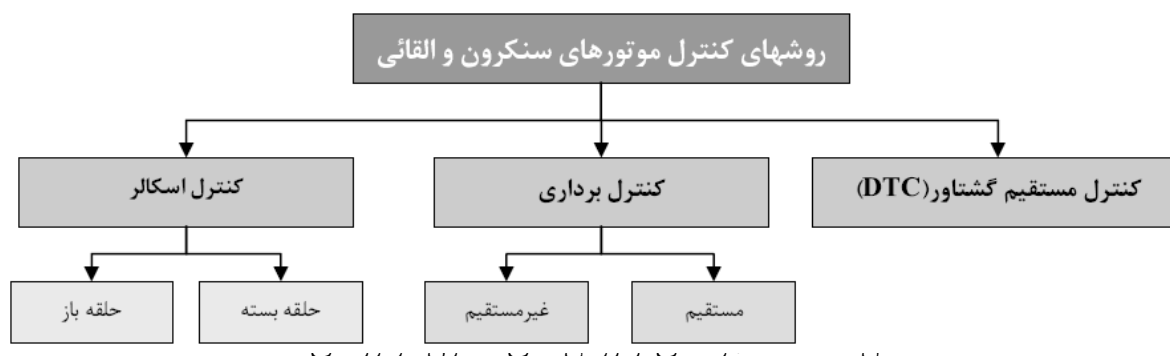 روشهای کنترل موتورهای سنکرون و القائی
کنترل مستقیم گشتاور(DTC)
کنترل برداری
کنترل اسکالر
مستقیم
غیرمستقیم
حلقه بسته
حلقه باز